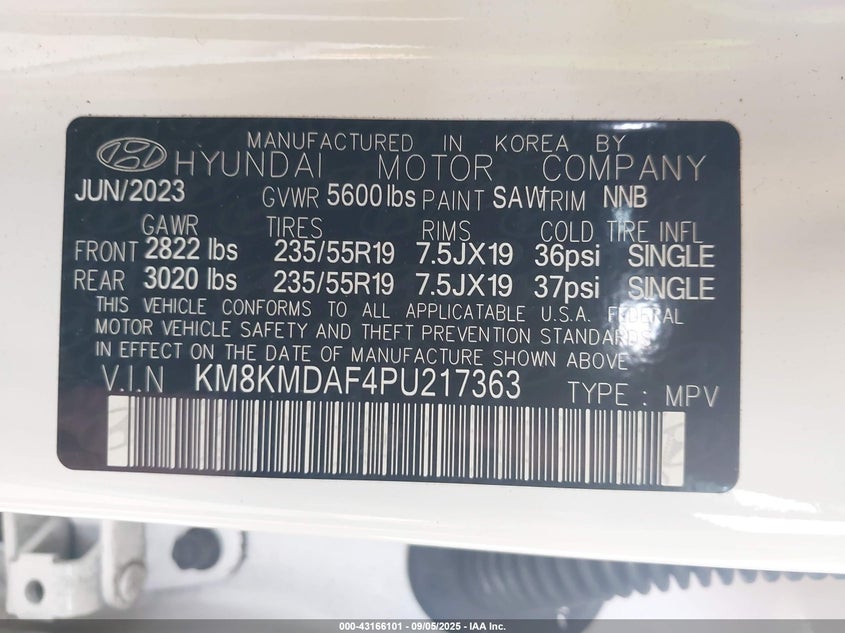 MANUFACTURED IN KOREA BY
HYUNDAI MOTOR COMPANY
JUN/2023 GVWR 5600 lbs PAINT SAW TRIM NNB
GAWR TIRES RIMS COLD TIRE INFL
FRONT 2822 lbs 235/55R19 7.5JX19 36psi SINGLE
REAR 3020 lbs 235/55R19 7.5JX19 37psi SINGLE
THIS VEHICLE CONFORMS TO ALL APPLICATABLE U.S.A. FEDERAL
MOTOR VEHICLE SAFETY AND THEFT PREVENTION STANDARDS
IN EFFECT ON THE DATE OF MANUFACTURE SHOWN ABOVE
V.I.N KM8KMDAF4PU217363 TYPE : MPV
000-43166101 | 09/05/2025 - IAA Inc.